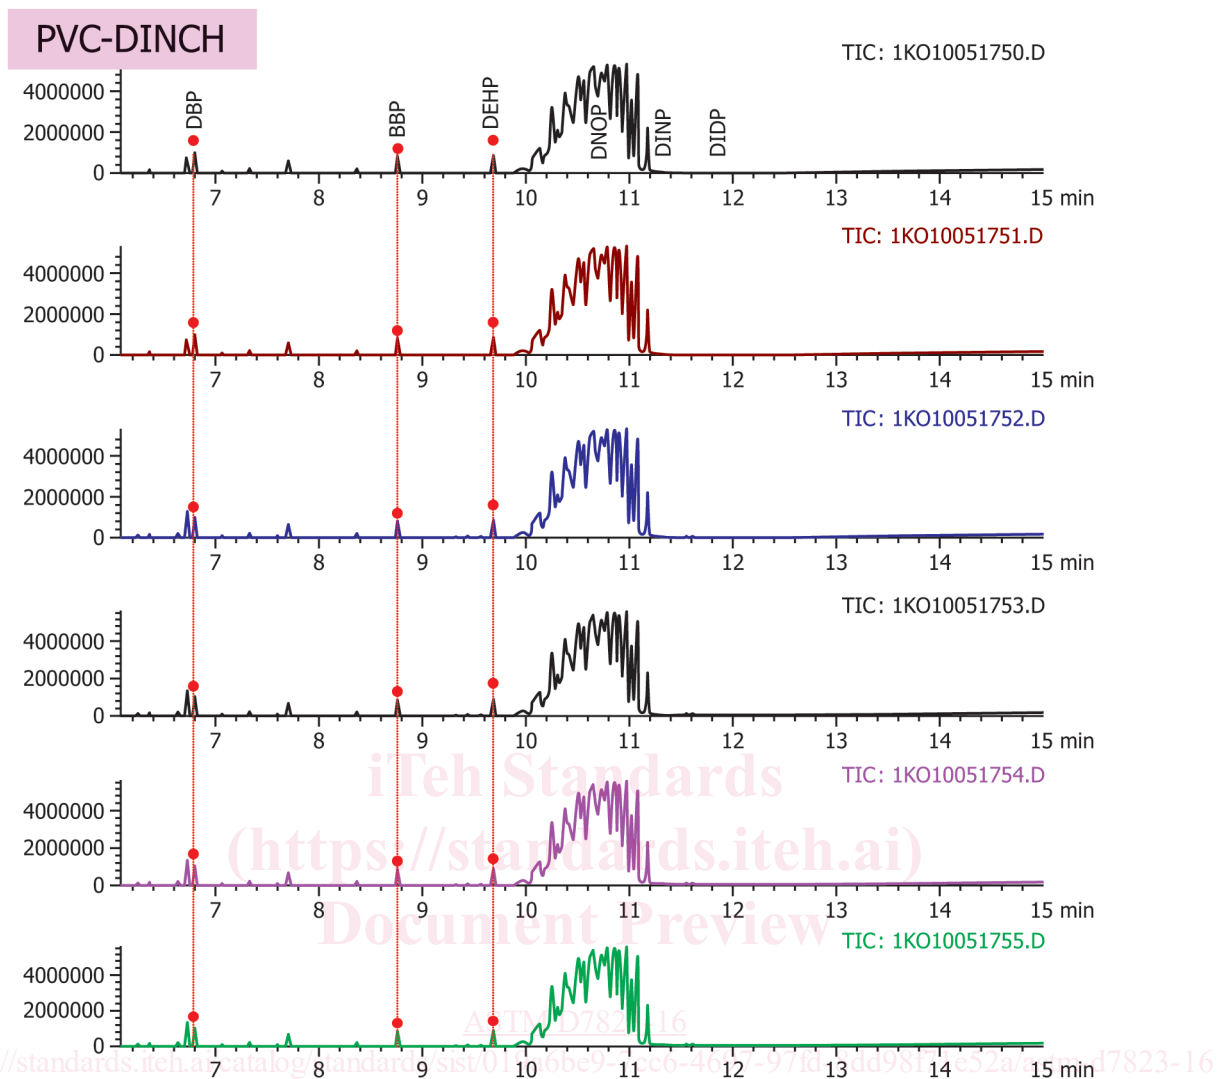 PVC-DINCH
TIC: 1KO10051750.D
4000000
2000000
0
DBP
BBP
DEHP
DNOP
DINP
DIDP
7 8 9 10 11 12 13 14 15 min
TIC: 1KO10051751.D
4000000
2000000
0
7 8 9 10 11 12 13 14 15 min
TIC: 1KO10051752.D
4000000
2000000
0
7 8 9 10 11 12 13 14 15 min
TIC: 1KO10051753.D
4000000
2000000
0
7 8 9 10 11 12 13 14 15 min
iTeh Standards
TIC: 1KO10051754.D
4000000
2000000
0
(https://standards.iteh.ai)
7 8 9 10 11 12 13 14 15 min
Document Preview
TIC: 1KO10051755.D
4000000
2000000
0
7 8 9 10 11 12 13 14 15 min